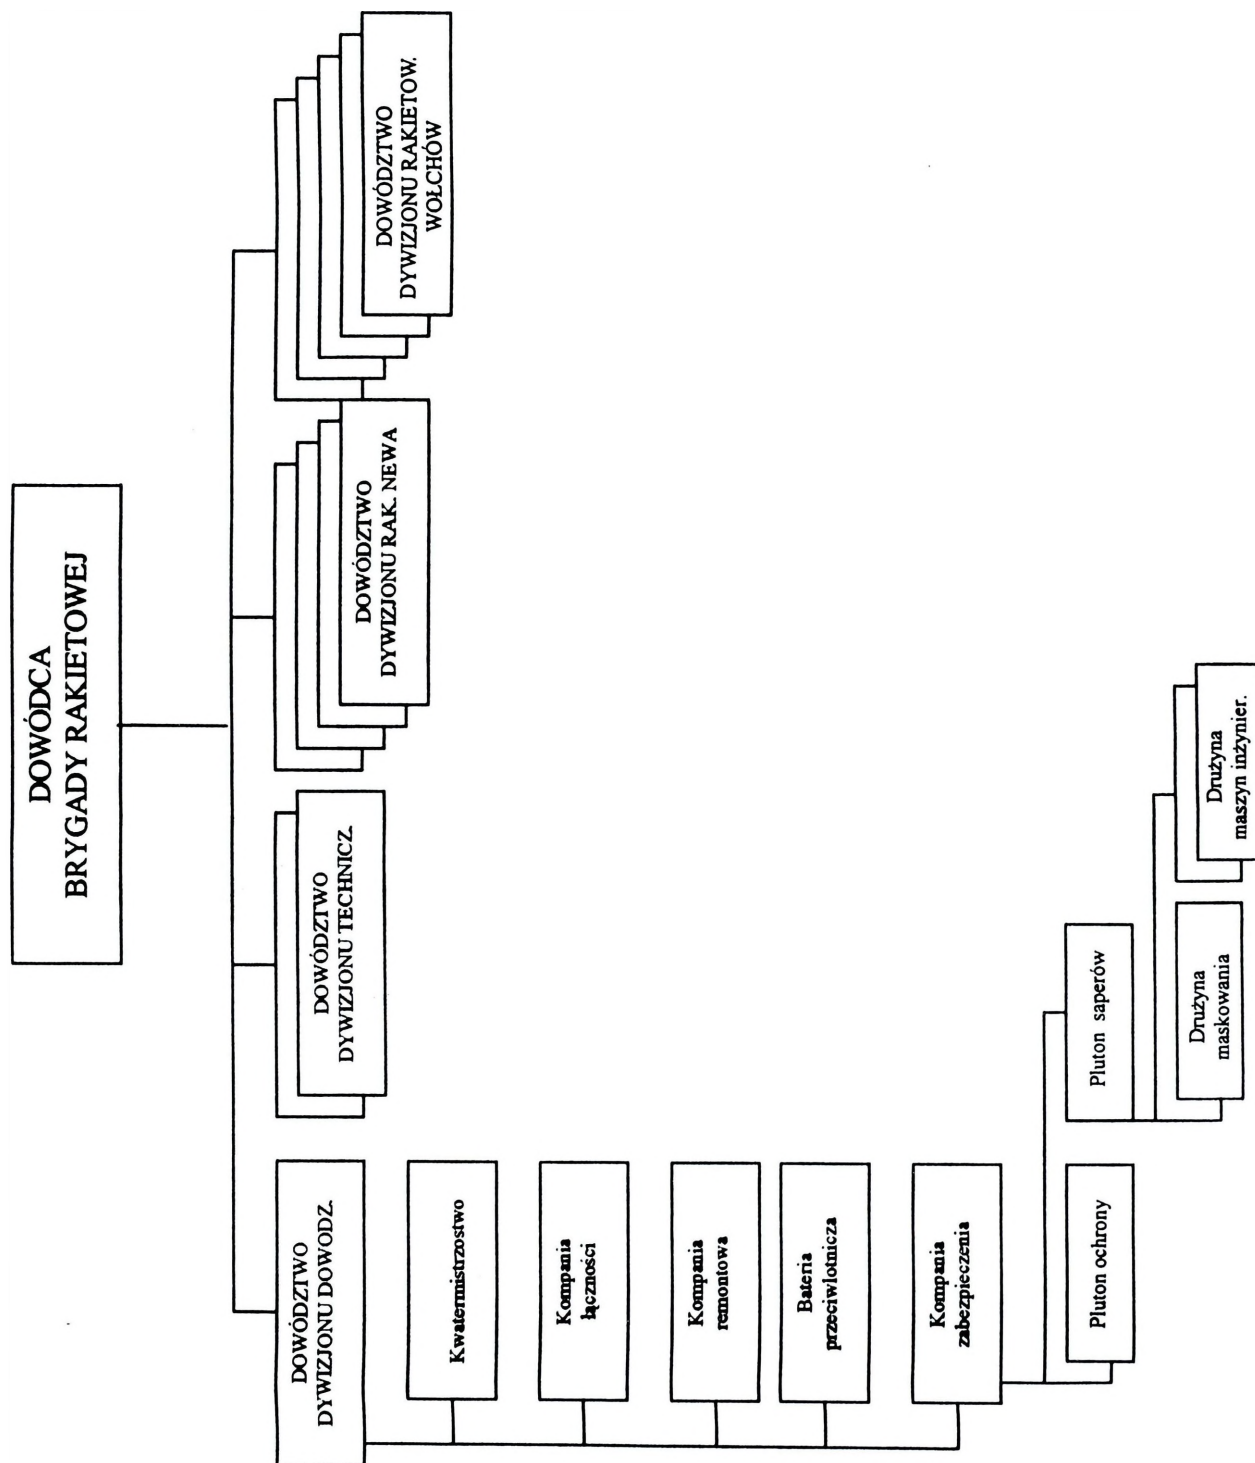 DOWÓDCA
BRYGADY RAKIETOWEJ
DOWÓDZTWO
DYWIZJONU DOWODZ.
DOWÓDZTWO
DYWIZJONU TECHNICZ.
DOWÓDZTWO
DYWIZJONU RAK. NEWA
DOWÓDZTWO
DYWIZJONU RAKIETOW.
WOŁCHÓW
Kwatermistrzostwo
Kompania
łączności
Kompania
remontowa
Bateria
przeciwlotnicza
Kompania
zabezpieczenia
Pluton ochrony
Pluton saperów
Drużyna
maskowania
Drużyna
maszyn inżynier.